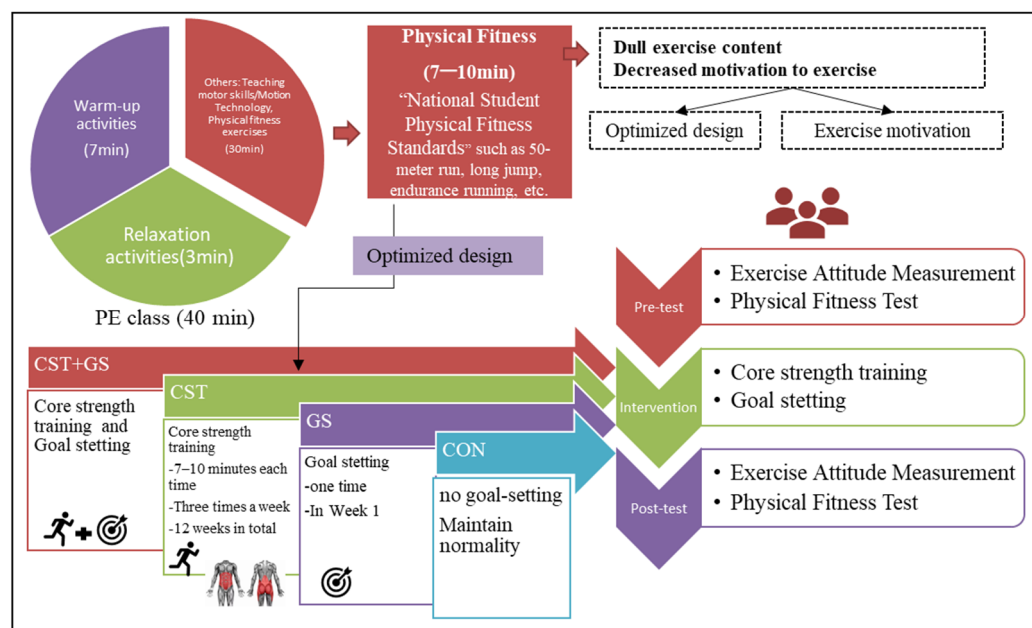 Warm-up
activities
(7min)
Others: Teaching
motor skills/Motion
Technology,
Physical fitness
exercises
(30min)
Relaxation
activities(3min)
PE class (40 min)
Physical Fitness
(7—10min)
“National Student
Physical Fitness
Standards” such as 50-
meter run, long jump,
endurance running, etc.
Dull exercise content
Decreased motivation to exercise
Optimized design
Exercise motivation
Optimized design
CST+GS
Core strength
training and
Goal stetting
CST
Core strength
training
-7–10 minutes each
time
-Three times a week
-12 weeks in total
GS
Goal stetting
-one time
-In Week 1
CON
no goal-setting
Maintain
normality
Pre-test
• Exercise Attitude Measurement
• Physical Fitness Test
Intervention
• Core strength training
• Goal stetting
Post-test
• Exercise Attitude Measurement
• Physical Fitness Test